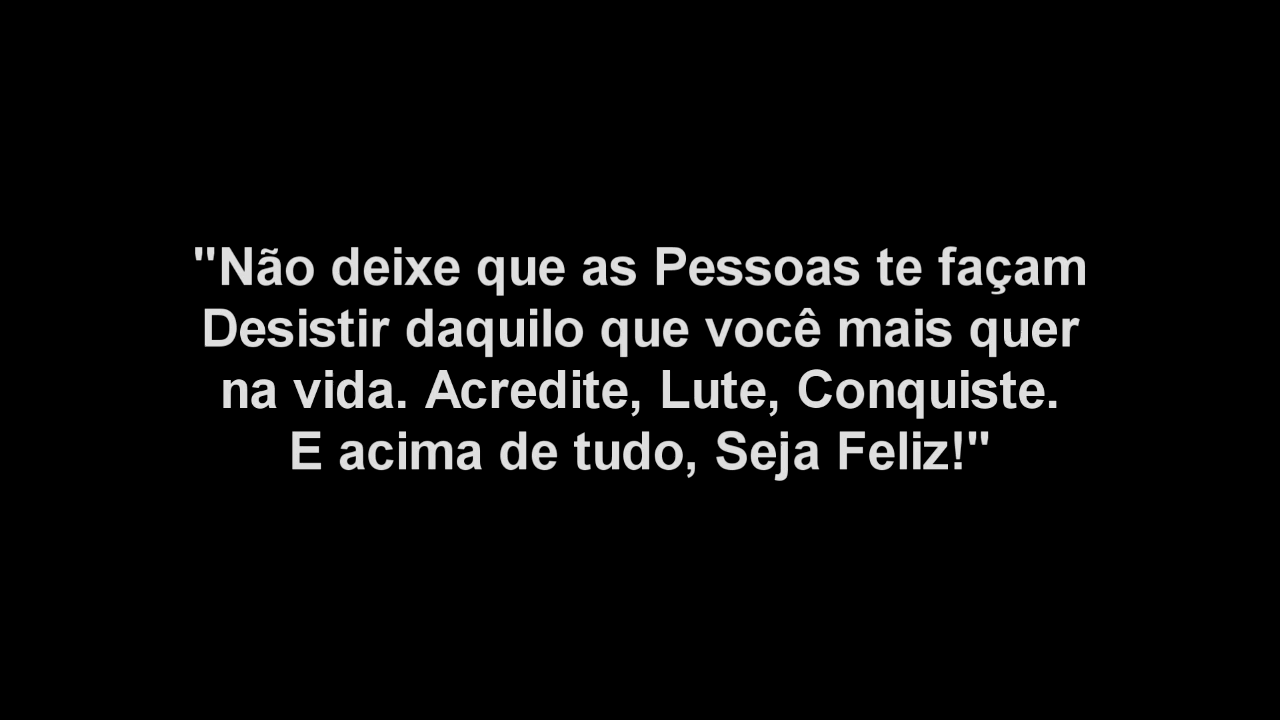 "Não deixe que as Pessoas te façam
Desistir daquilo que você mais quer
na vida. Acredite, Lute, Conquiste.
E acima de tudo, Seja Feliz!"